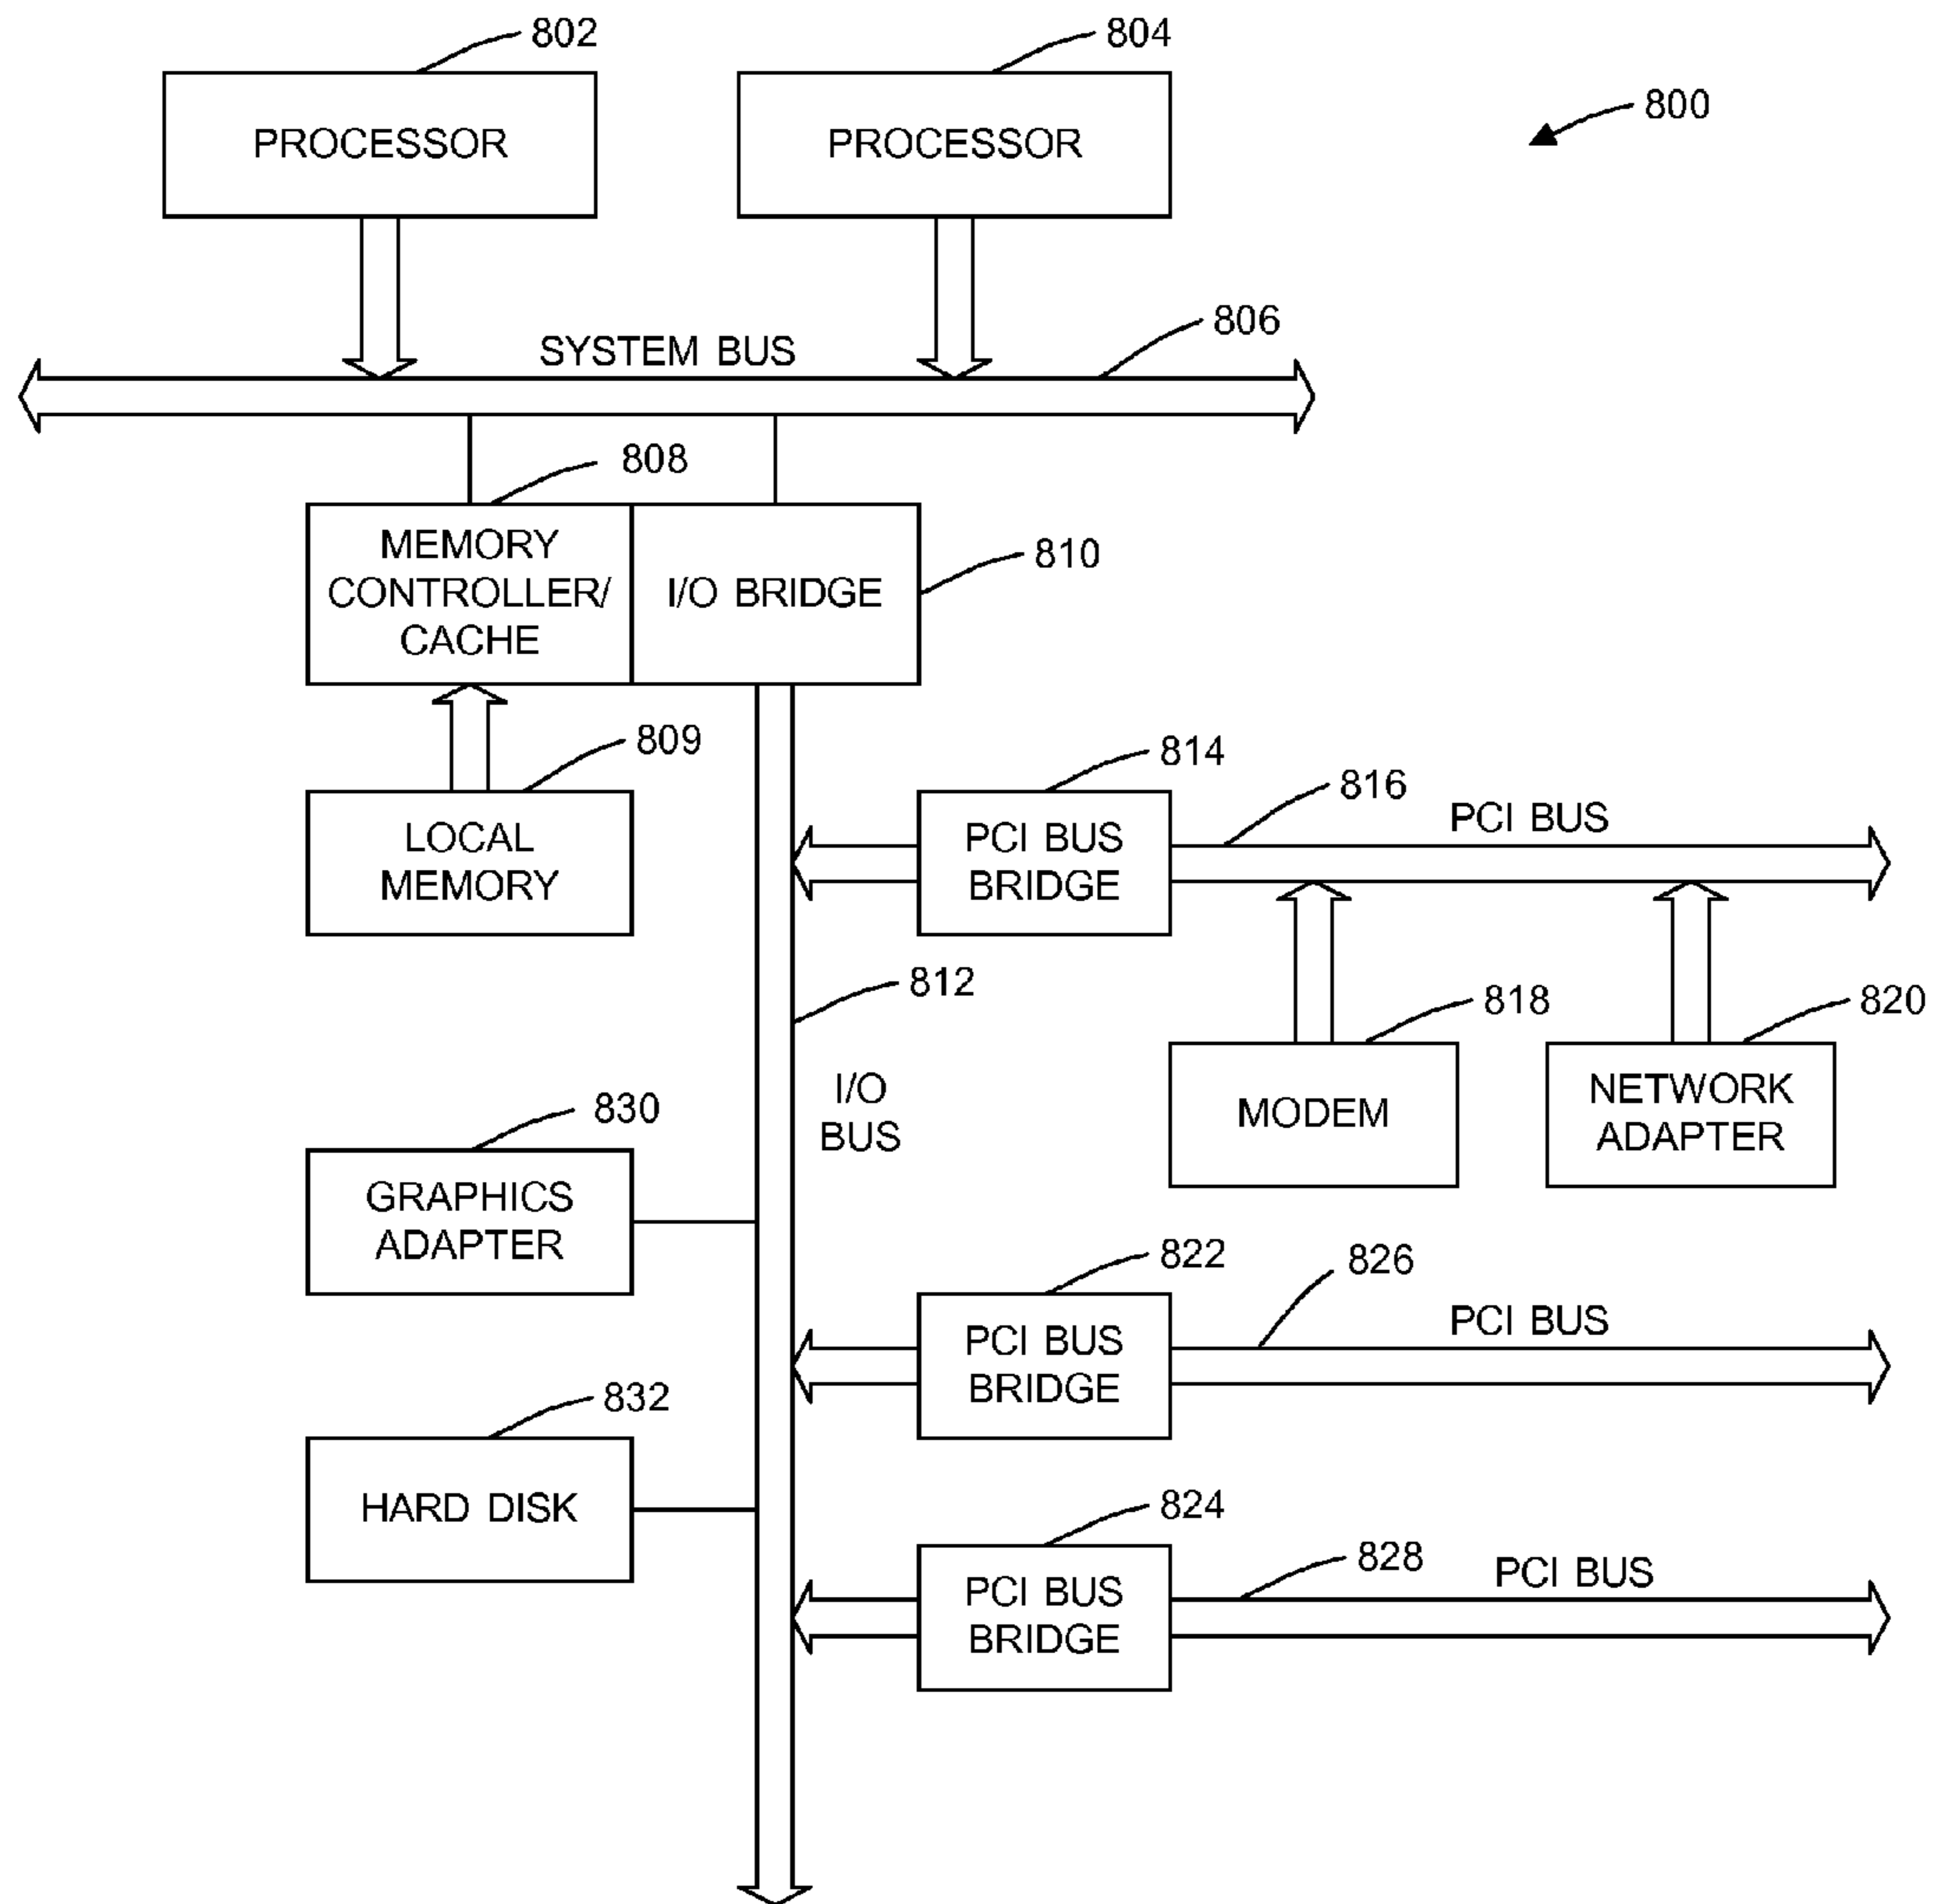 802
804
800
PROCESSOR
PROCESSOR
806
SYSTEM BUS
808
MEMORY
CONTROLLER/
CACHE
I/O BRIDGE
810
809
LOCAL
MEMORY
814
816
PCI BUS
PCI BUS
BRIDGE
812
818
820
I/O
BUS
MODEM
NETWORK
ADAPTER
830
GRAPHICS
ADAPTER
822
826
PCI BUS
PCI BUS
BRIDGE
832
HARD DISK
824
828
PCI BUS
PCI BUS
BRIDGE